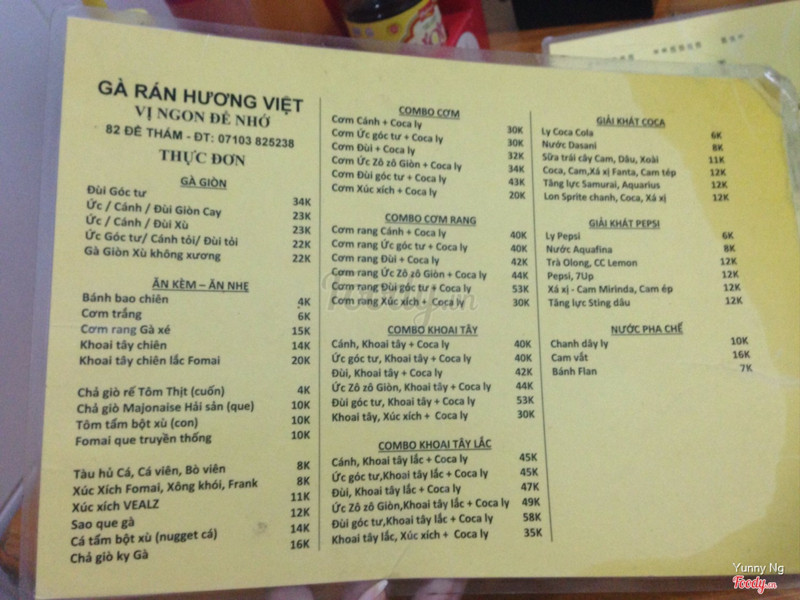 GÀ RÁN HƯƠNG VIỆT
VỊ NGON ĐỄ NHỚ
82 ĐỀ THÁM - ĐT: 07103 825238
THỰC ĐƠN
GÀ GIÒN
Đùi Góc tư 34K
Ức / Cánh / Đùi Giòn Cay 23K
Ức / Cánh / Đùi Xù 23K
Ức Góc tư/ Cánh tỏi/ Đùi tỏi 22K
Gà Giòn Xù không xương 22K
ĂN KÈM – ĂN NHẸ
Bánh bao chiên 4K
Cơm trắng 6K
Cơm rang Gà xé 15K
Khoai tây chiên 14K
Khoai tây chiên lắc Fomai 20K
Chả giò rế Tôm Thịt (cuốn) 4K
Chả giò Majonaise Hải sản (que) 10K
Tôm tẩm bột xù (con) 10K
Fomai que truyền thống 10K
Tàu hủ Cá, Cá viên, Bò viên 8K
Xúc Xích Fomai, Xông khói, Frank 8K
Xúc xích VEALZ 11K
Sao que gà 12K
Cá tẩm bột xù (nugget cá) 14K
Chả giò ky Gà 16K
COMBO CƠM
Cơm Cánh + Coca ly 30K
Cơm Ức góc tư + Coca ly 30K
Cơm Đùi + Coca ly 32K
Cơm Ức Zô zô Giòn + Coca ly 34K
Cơm Đùi góc tư + Coca ly 43K
Cơm Xúc xích + Coca ly 20K
COMBO CƠM RANG
Cơm rang Cánh + Coca ly 40K
Cơm rang Ức góc tư + Coca ly 40K
Cơm rang Đùi + Coca ly 42K
Cơm rang Ức Zô zô Giòn + Coca ly 44K
Cơm rang Đùi góc tư + Coca ly 53K
Cơm rang Xúc xích + Coca ly 30K
COMBO KHOAI TÂY
Cánh, Khoai tây + Coca ly 40K
Ức góc tư, Khoai tây + Coca ly 40K
Đùi, Khoai tây + Coca ly 42K
Ức Zô zô Giòn, Khoai tây + Coca ly 44K
Đùi góc tư, Khoai tây + Coca ly 53K
Khoai tây, Xúc xích + Coca ly 30K
COMBO KHOAI TÂY LẮC
Cánh, Khoai tây lắc + Coca ly 45K
Ức góc tư,Khoai tây lắc + Coca ly 45K
Đùi, Khoai tây lắc + Coca ly 47K
Ức Zô zô Giòn,Khoai tây lắc + Coca ly 49K
Đùi góc tư,Khoai tây lắc + Coca ly 58K
Khoai tây lắc, Xúc xích + Coca ly 35K
GIẢI KHÁT COCA
Ly Coca Cola 6K
Nước Dasani 8K
Sữa trái cây Cam, Dâu, Xoài 11K
Coca, Cam,Xá xị Fanta, Cam tép 12K
Tăng lực Samurai, Aquarius 12K
Lon Sprite chanh, Coca, Xá xị 12K
GIẢI KHÁT PEPSI
Ly Pepsi 6K
Nước Aquafina 8K
Trà Olong, CC Lemon 12K
Pepsi, 7Up 12K
Xá xị - Cam Mirinda, Cam ép 12K
Tăng lực Sting dâu 12K
NƯỚC PHA CHẾ
Chanh dây ly 10K
Cam vắt 16K
Bánh Flan 7K
Foody.vn
Yunny Ng
Foody.vn